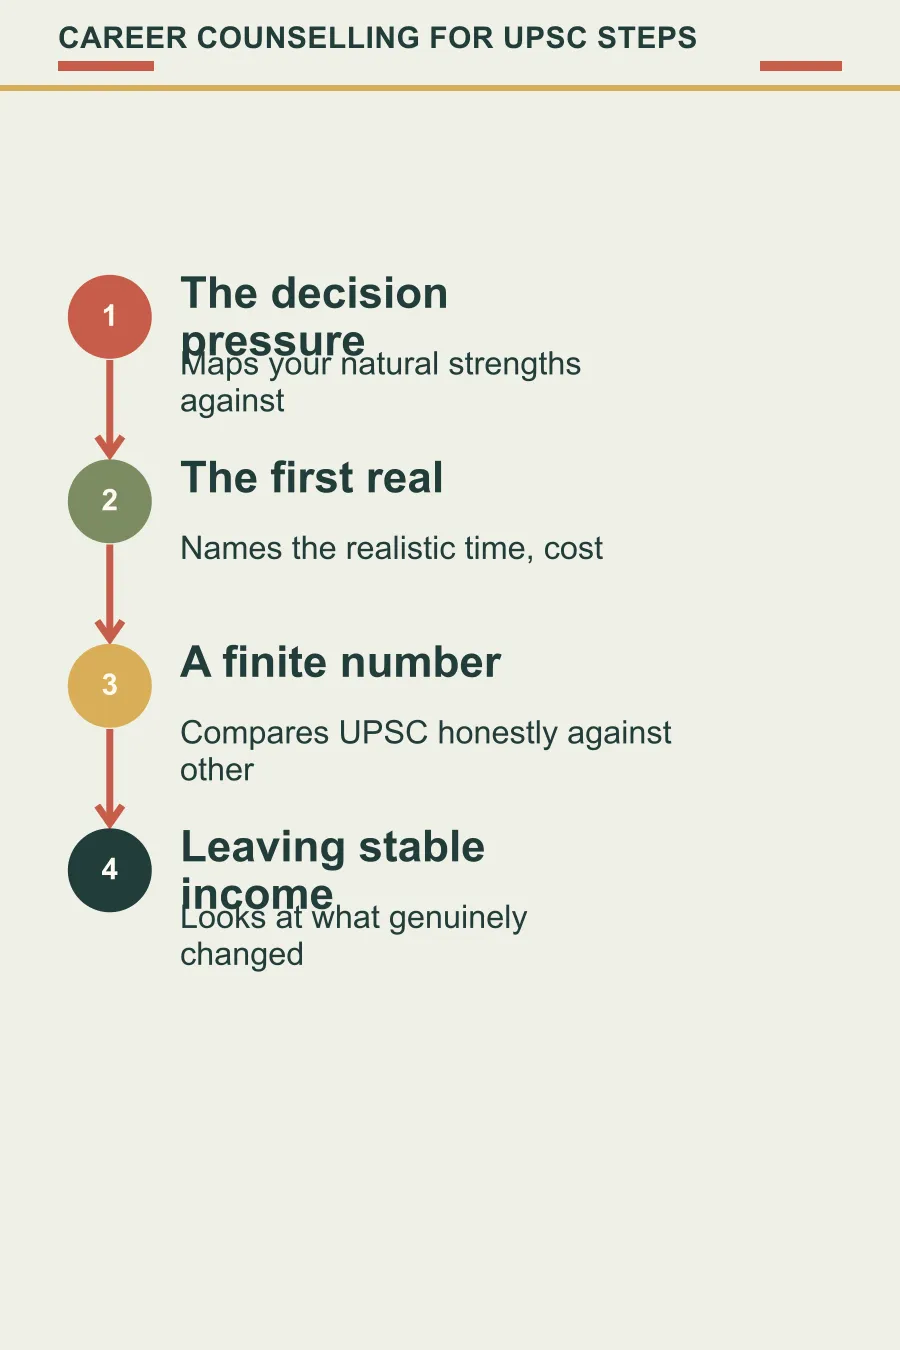 CAREER COUNSELLING FOR UPSC STEPS
1
The decision
pressure
Maps your natural strengths
against
2
The first real
Names the realistic time, cost
3
A finite number
Compares UPSC honestly against
other
4
Leaving stable
income
Looks at what genuinely
changed